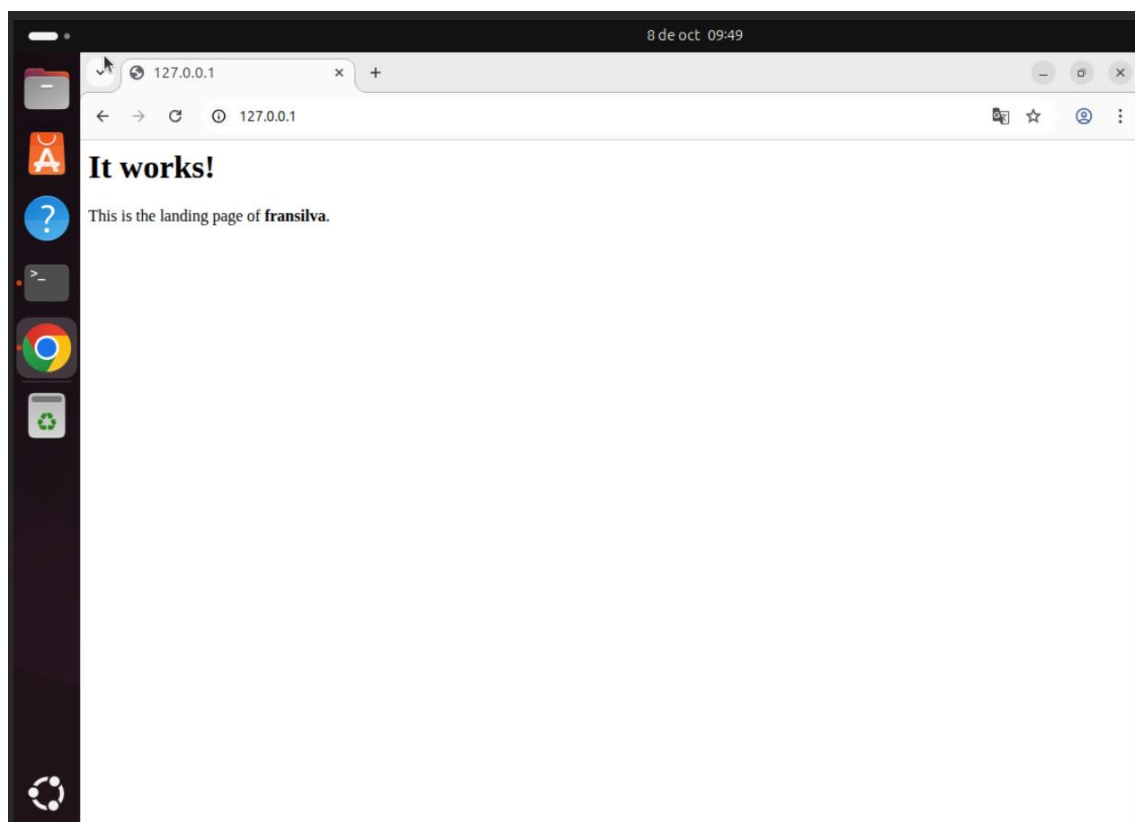 8 de oct 09:49
127.0.0.1
127.0.0.1
It works!
This is the landing page of fransilva.